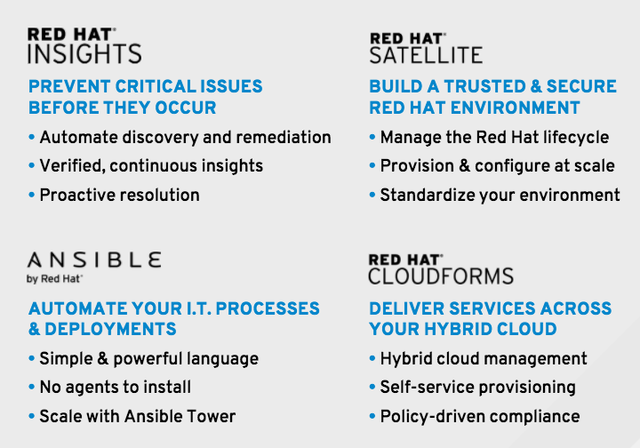 RED HAT®
INSIGHTS
PREVENT CRITICAL ISSUES
BEFORE THEY OCCUR
• Automate discovery and remediation
• Verified, continuous insights
• Proactive resolution
RED HAT®
SATELLITE
BUILD A TRUSTED & SECURE
RED HAT ENVIRONMENT
• Manage the Red Hat lifecycle
• Provision & configure at scale
• Standardize your environment
ANSIBLE
by Red Hat®
AUTOMATE YOUR I.T. PROCESSES
& DEPLOYMENTS
• Simple & powerful language
• No agents to install
• Scale with Ansible Tower
RED HAT®
CLOUDFORMS
DELIVER SERVICES ACROSS
YOUR HYBRID CLOUD
• Hybrid cloud management
• Self-service provisioning
• Policy-driven compliance